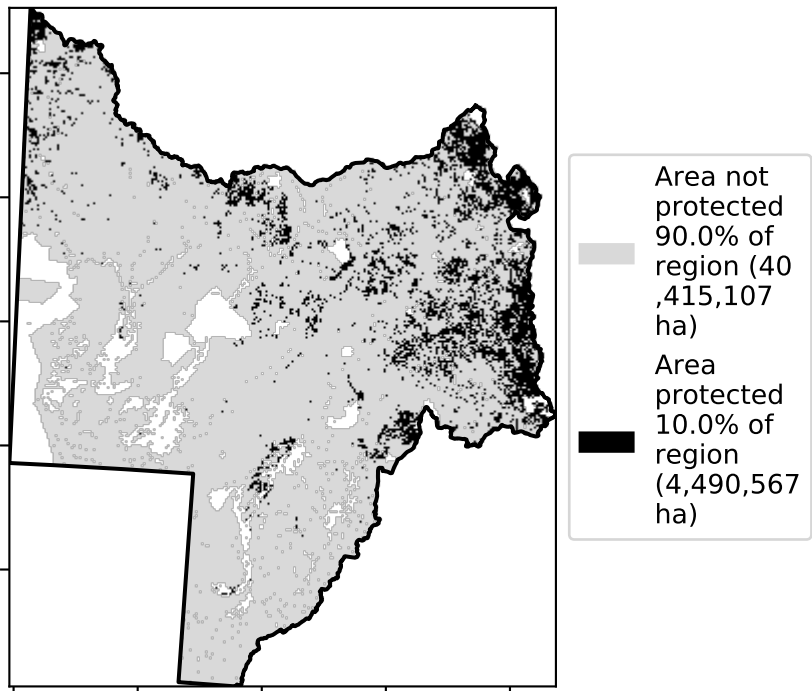 Area not
protected
90.0% of
region (40
,415,107
ha)
Area
protected
10.0% of
region
(4,490,567
ha)